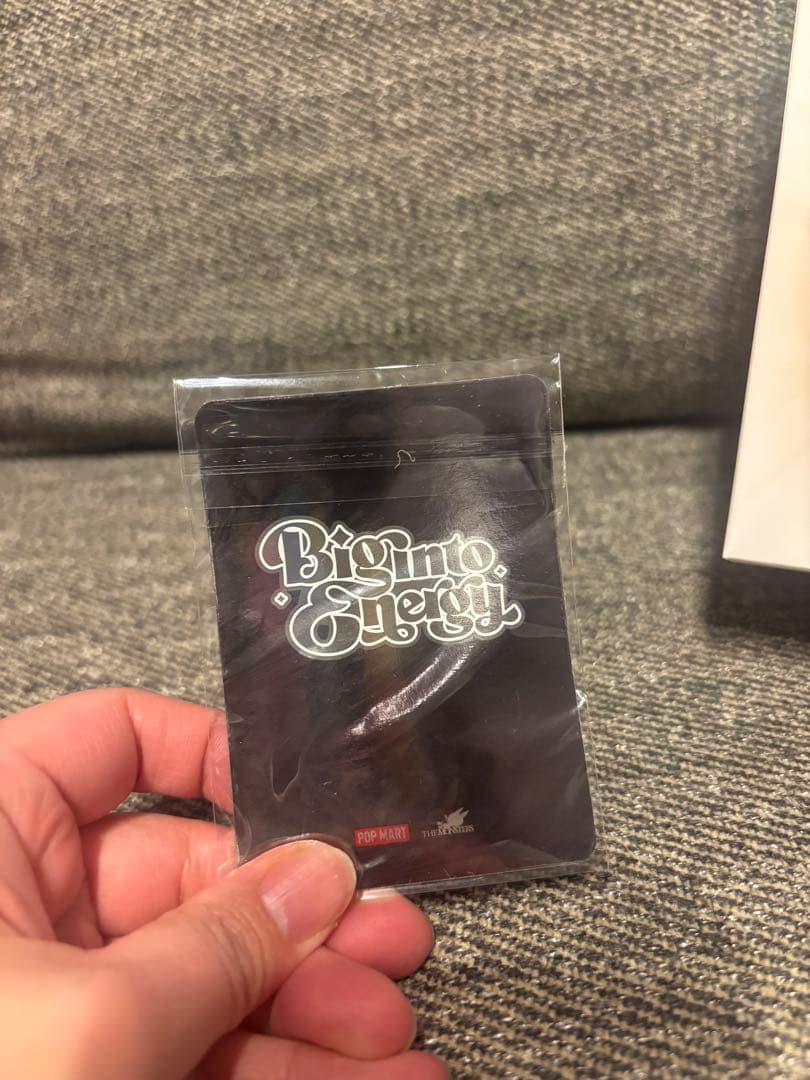 Big into
Energy
POP MART THE MONSTERS